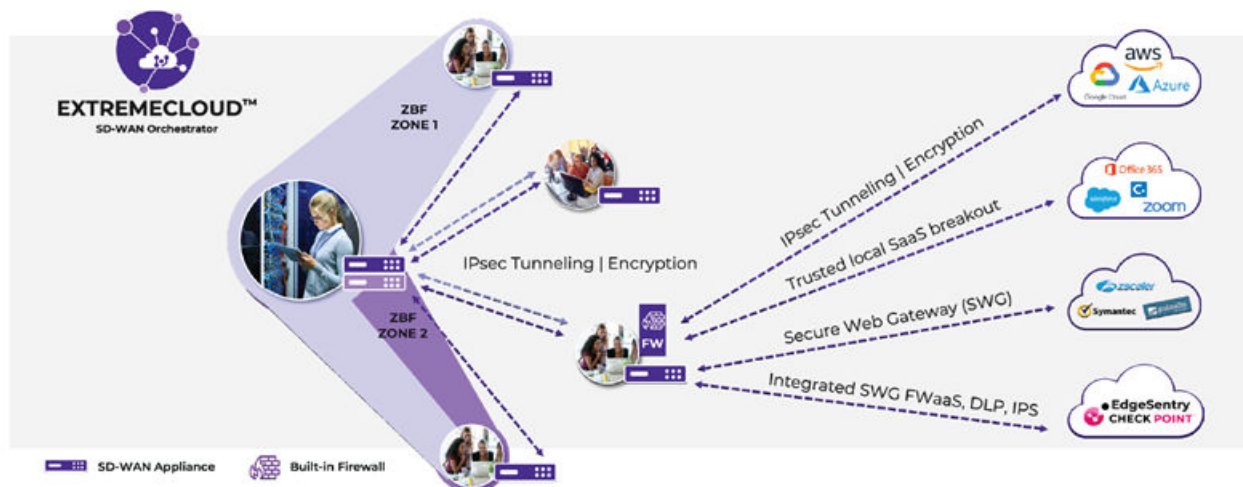 EXTREMECLOUD™
SD-WAN Orchestrator
ZBF
ZONE 1
ZBF
ZONE 2
IPsec Tunneling | Encryption
FW
IPsec Tunneling | Encryption
Trusted local SaaS breakout
Secure Web Gateway (SWG)
Integrated SWG FWaaS, DLP, IPS
aws
Google Cloud
Azure
Office 365
salesforce
zoom
zscaler
Symantec
EdgeSentry
CHECK POINT
SD-WAN Appliance
Built-in Firewall